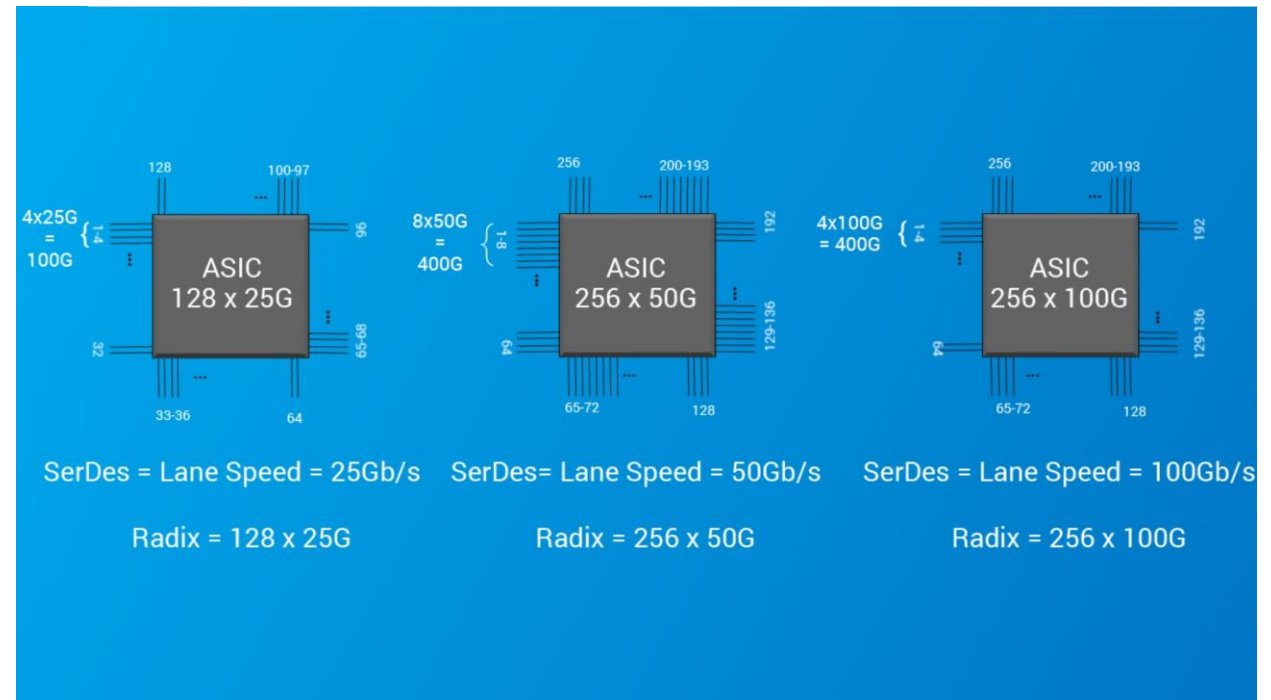 128
100-97
...
4x25G
=
100G
{
1-4
ASIC
128 x 25G
96
...
...
32
65-68
33-36
...
64
SerDes = Lane Speed = 25Gb/s
Radix = 128 x 25G
256
200-193
...
8x50G
=
400G
{
1-8
ASIC
256 x 50G
192
...
...
64
129-136
65-72
...
128
SerDes= Lane Speed = 50Gb/s
Radix = 256 x 50G
256
200-193
...
4x100G
= 400G
{
1-4
ASIC
256 x 100G
192
...
...
64
129-136
65-72
...
128
SerDes = Lane Speed = 100Gb/s
Radix = 256 x 100G